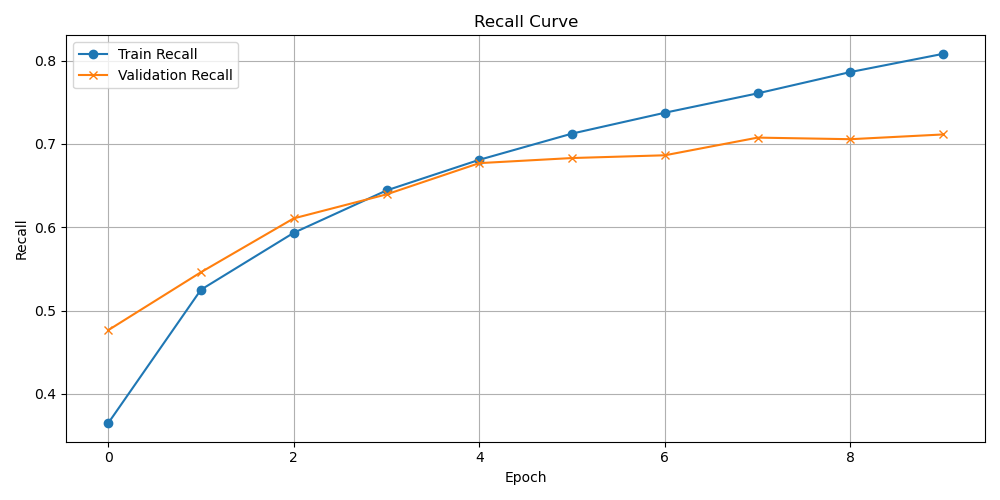 Recall Curve
Train Recall
Validation Recall
Recall
0.8
0.7
0.6
0.5
0.4
0 2 4 6 8
Epoch